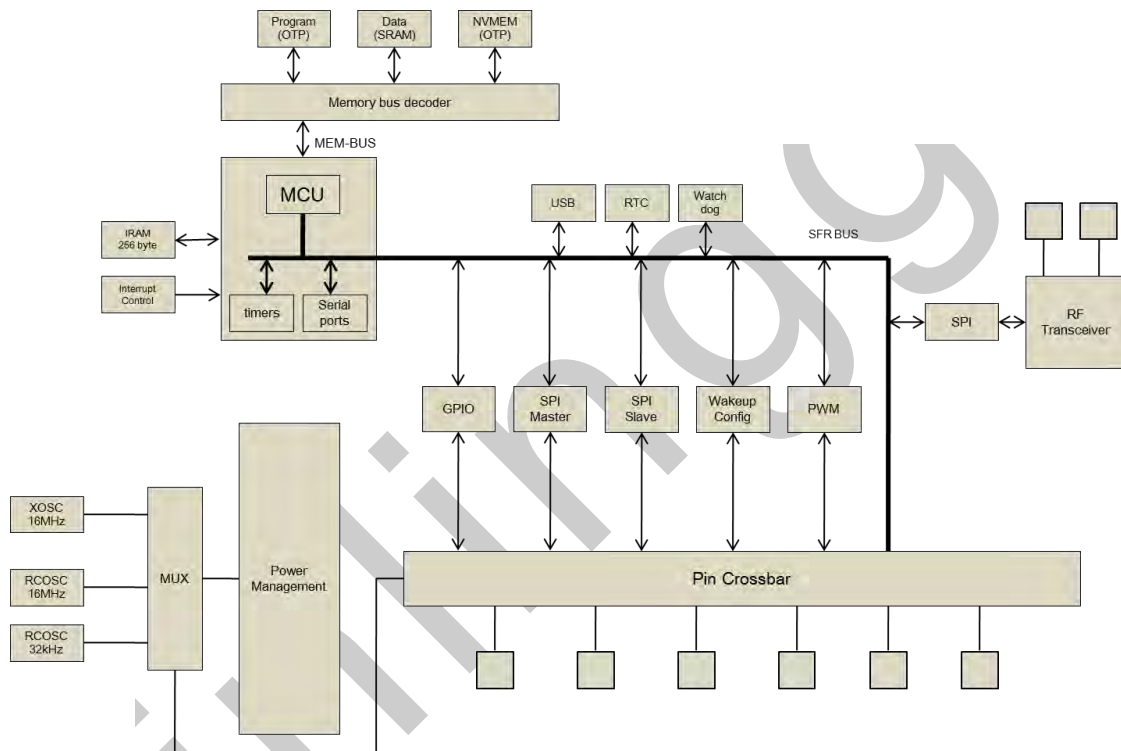 Program
(OTP)
Data
(SRAM)
NVMEM
(OTP)
Memory bus decoder
MEM-BUS
MCU
IRAM
256 byte
Interrupt
Control
timers
Serial
ports
USB
RTC
Watch
dog
SFR BUS
SPI
RF
Transceiver
GPIO
SPI
Master
SPI
Slave
Wakeup
Config
PWM
XOSC
16MHz
RCOSC
16MHz
RCOSC
32kHz
MUX
Power
Management
Pin Crossbar